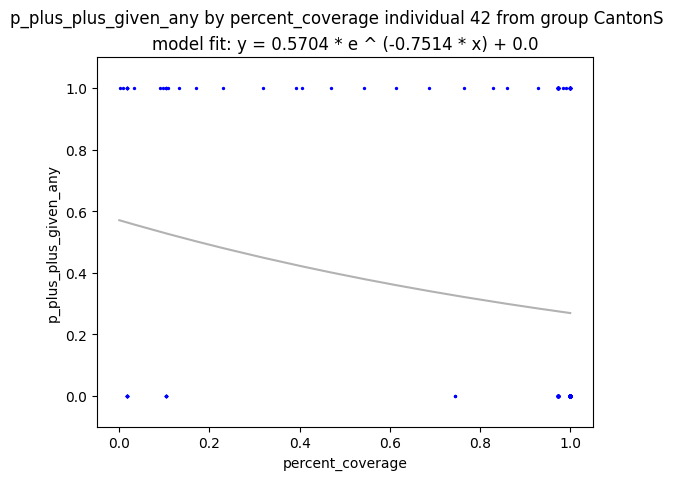 p_plus_plus_given_any by percent_coverage individual 42 from group CantonS
model fit: y = 0.5704 * e ^ (-0.7514 * x) + 0.0
1.0
0.8
0.6
0.4
0.2
0.0
p_plus_plus_given_any
0.0 0.2 0.4 0.6 0.8 1.0
percent_coverage